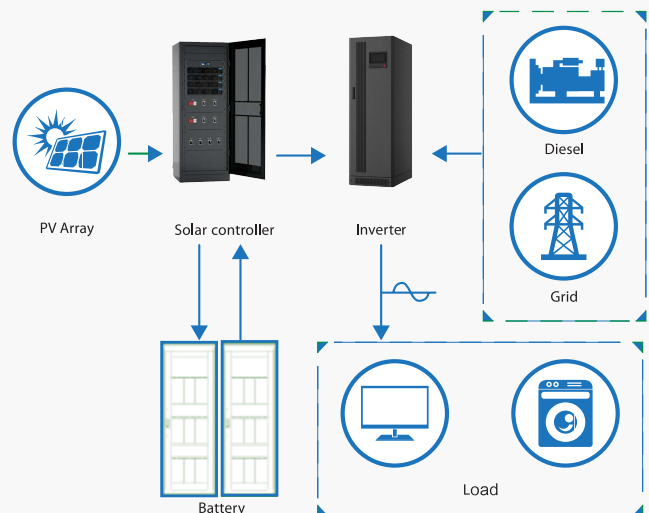 Diesel
PV Array
Solar controller
Inverter
Grid
Load
Battery